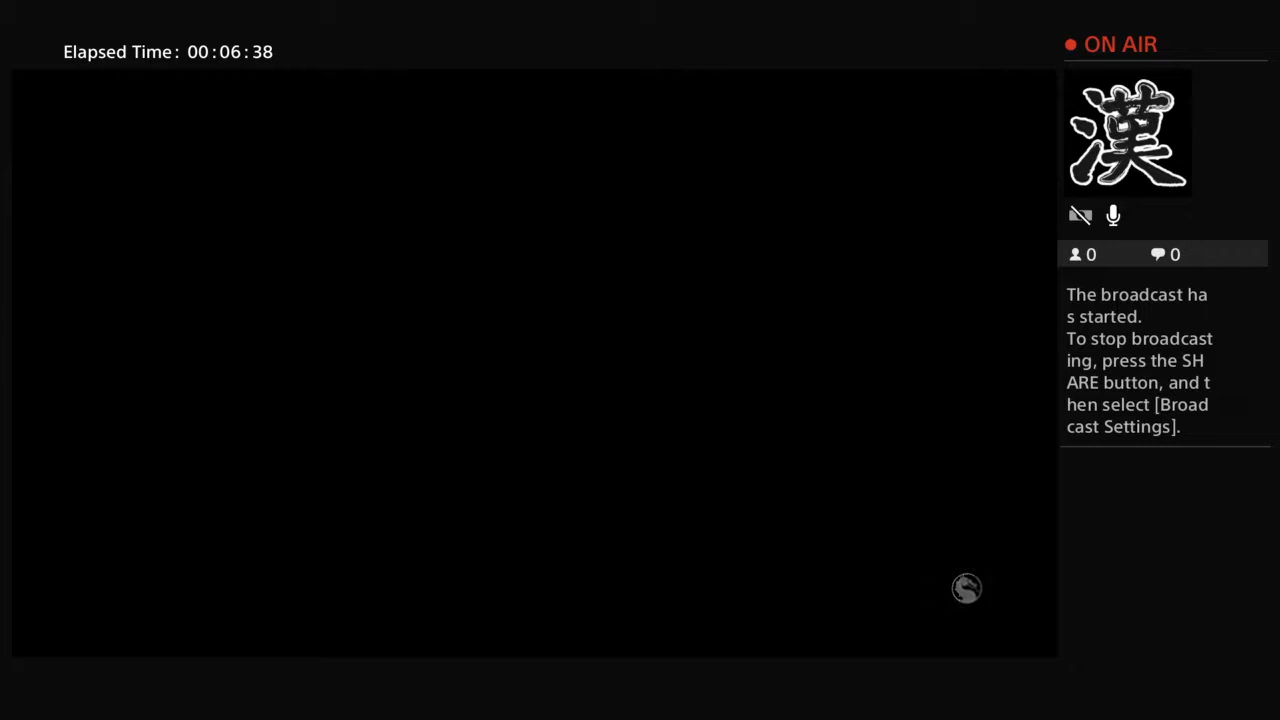 Elapsed Time: 00:06:38
ON AIR
漢
0 0
The broadcast ha
s started.
To stop broadcast
ing, press the SH
ARE button, and t
hen select [Broad
cast Settings].